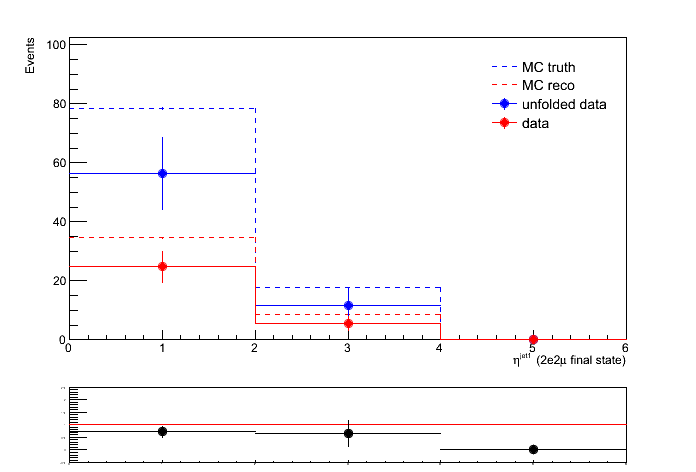 Events
100
80
60
40
20
0
MC truth
MC reco
unfolded data
data
0 1 2 3 4 5 6
η^jet1 (2e2μ final state)